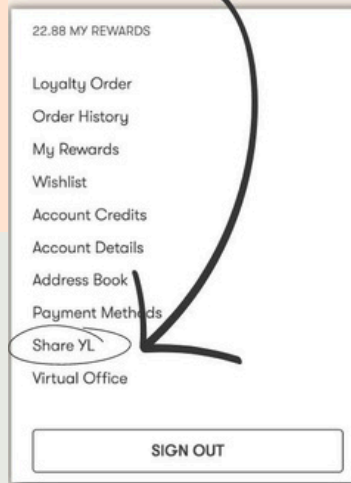 22.88 MY REWARDS
Loyalty Order
Order History
My Rewards
Wishlist
Account Credits
Account Details
Address Book
Payment Methods
Share YL
Virtual Office
SIGN OUT